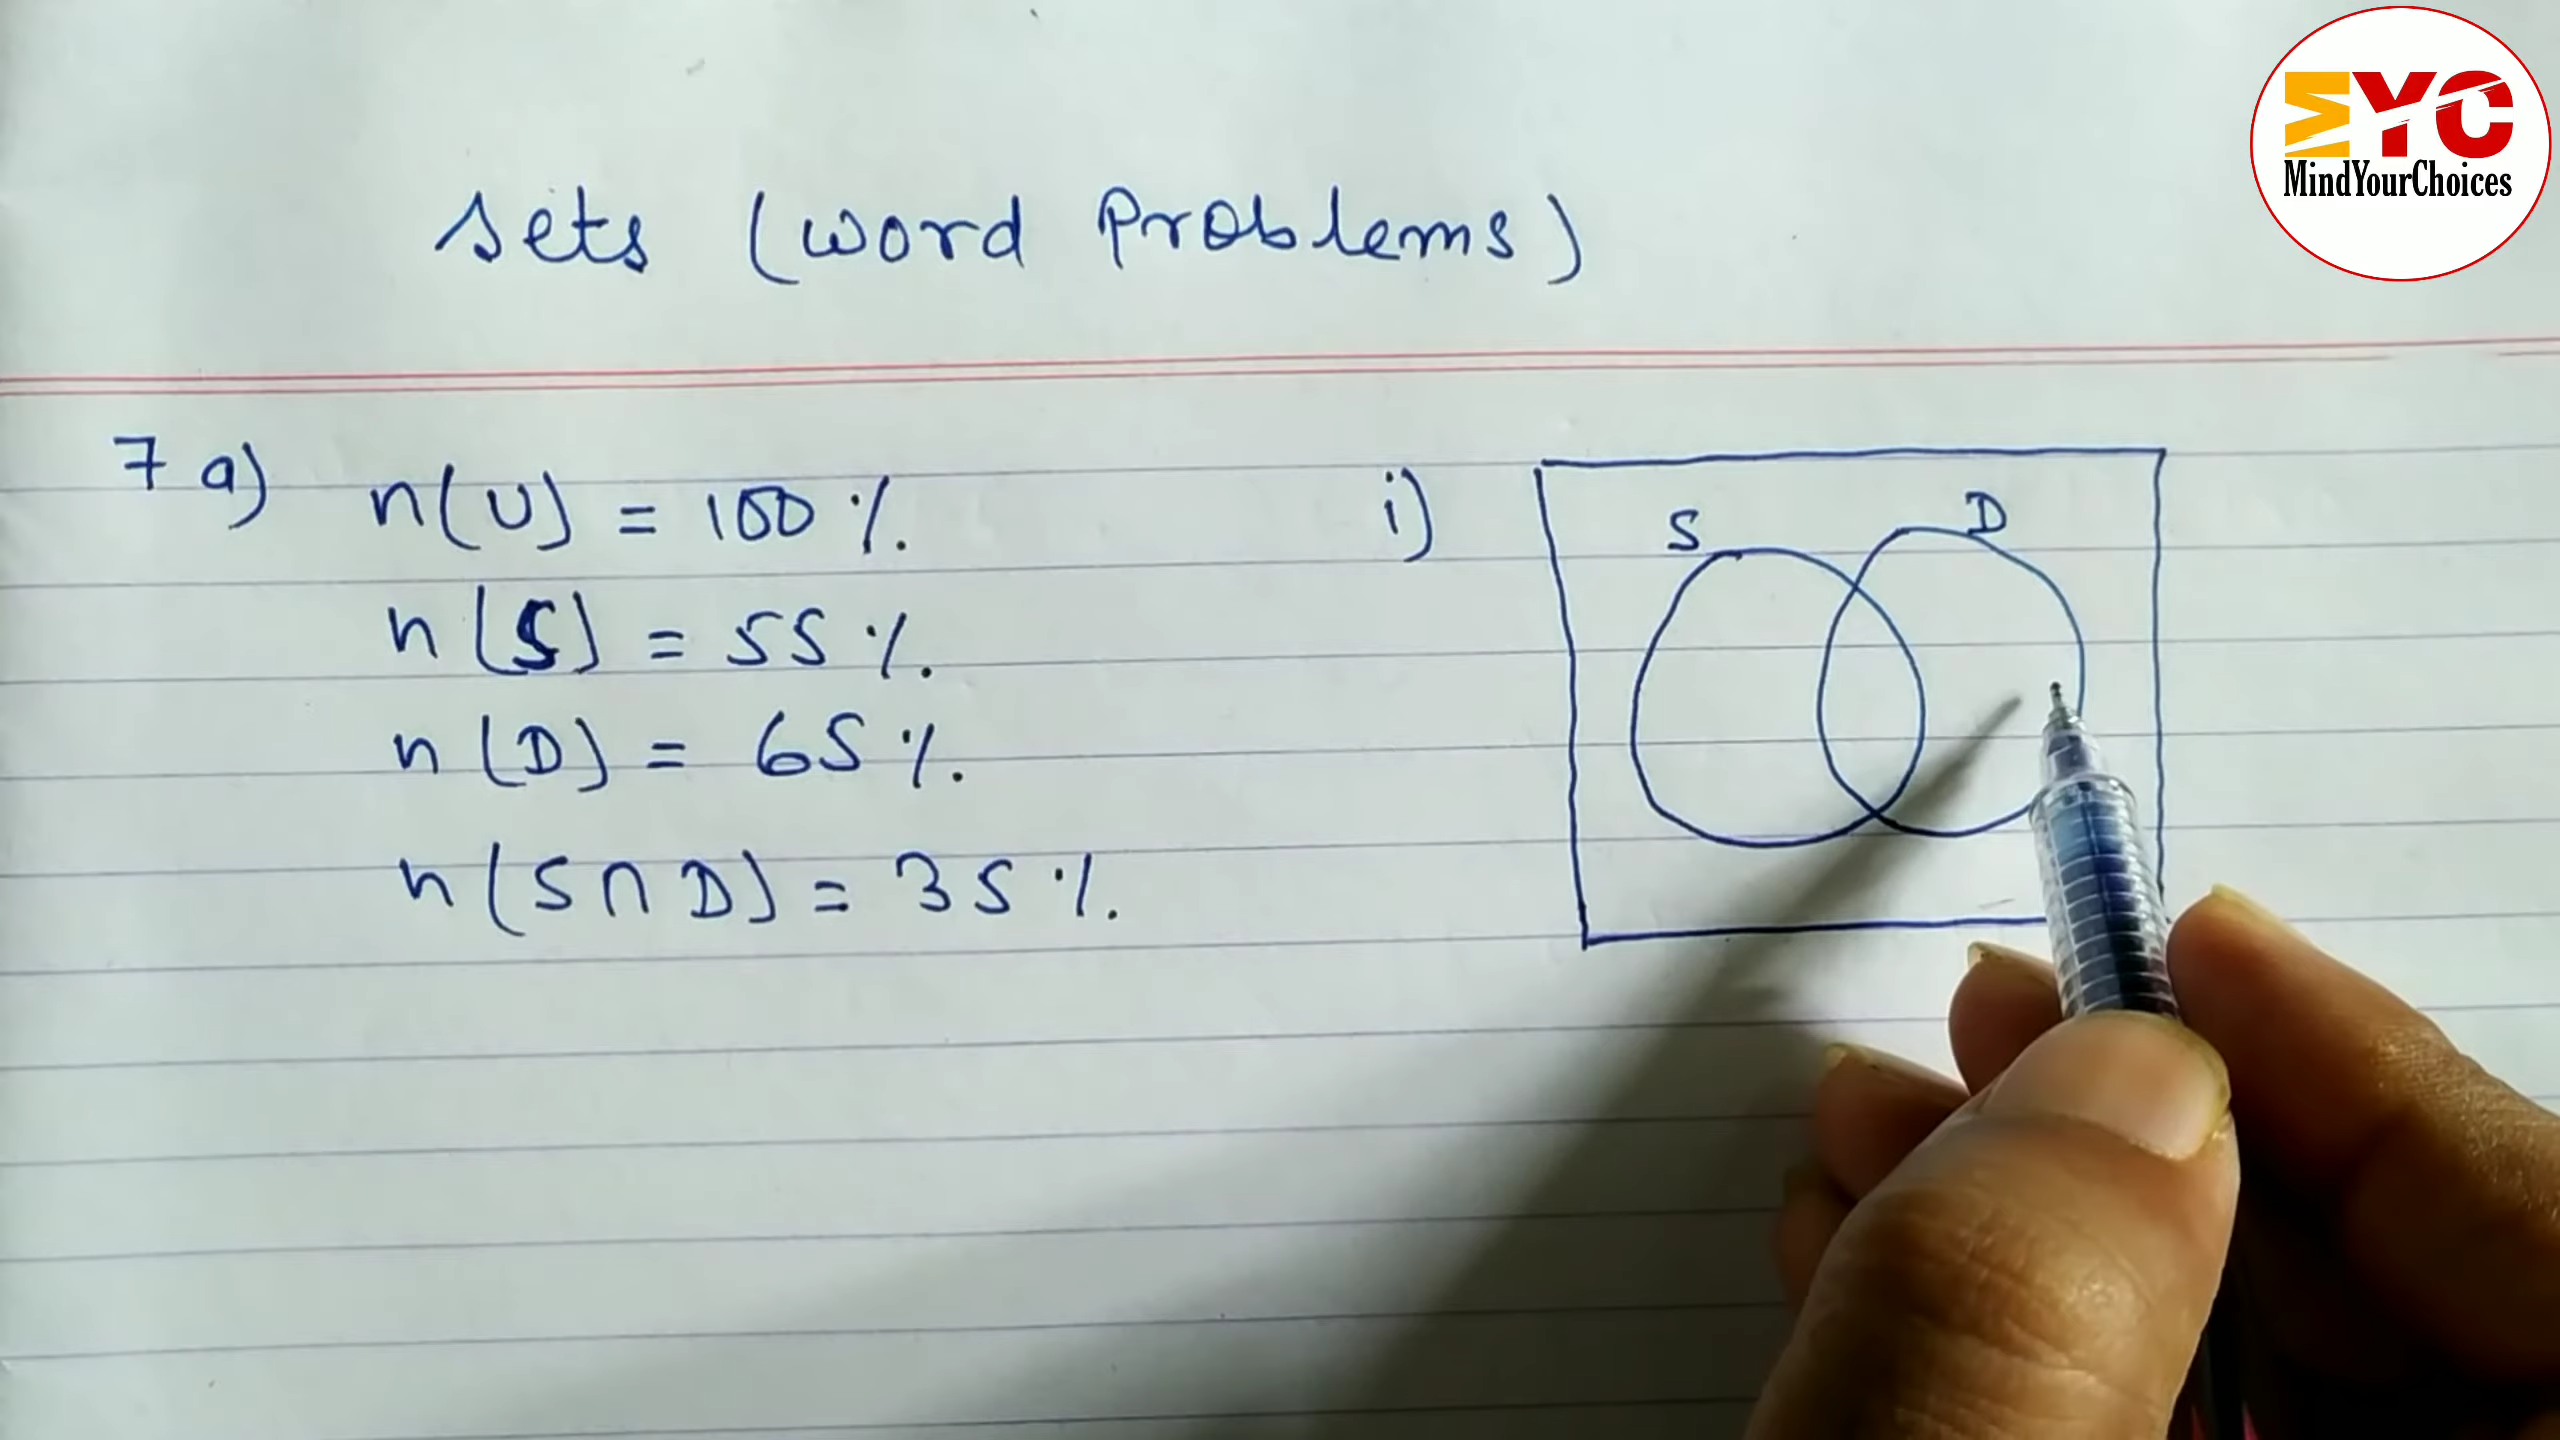 MYC
MindYourChoices
Sets (word Problems)
7 a) n(U) = 100 %.
n(S) = 55 %.
n(D) = 65 %.
n(S∩D) = 35 %.
i)
S D